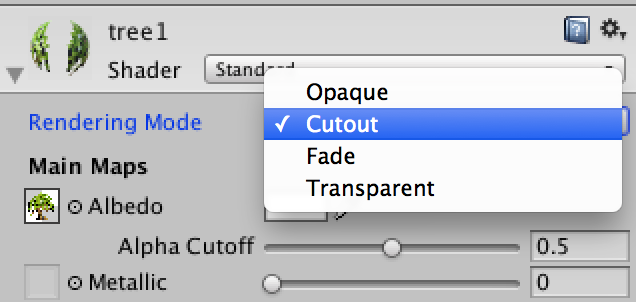 tree1
Shader Standard
Opaque
Rendering Mode ✓ Cutout
Fade
Main Maps
Transparent
Albedo
Alpha Cutoff 0.5
Metallic 0